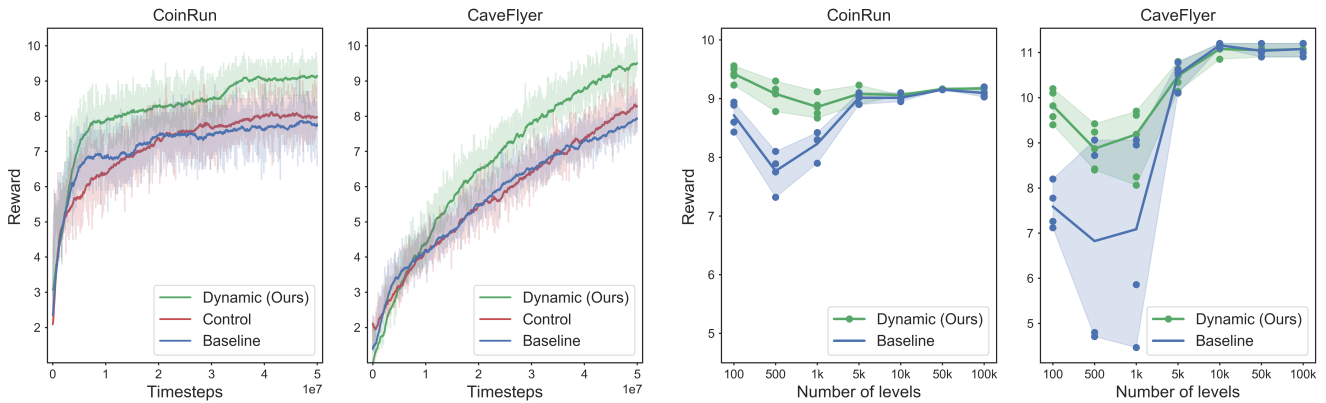 CoinRun
CaveFlyer
CoinRun
CaveFlyer
Reward
10
9
8
7
6
5
4
3
2
Dynamic (Ours)
Control
Baseline
0 1 2 3 4 5
1e7
Timesteps
10
9
8
7
6
5
4
3
2
Dynamic (Ours)
Control
Baseline
0 1 2 3 4 5
1e7
Timesteps
Reward
10
9
8
7
6
5
Dynamic (Ours)
Baseline
100 500 1k 5k 10k 50k 100k
Number of levels
11
10
9
8
7
6
5
Dynamic (Ours)
Baseline
100 500 1k 5k 10k 50k 100k
Number of levels